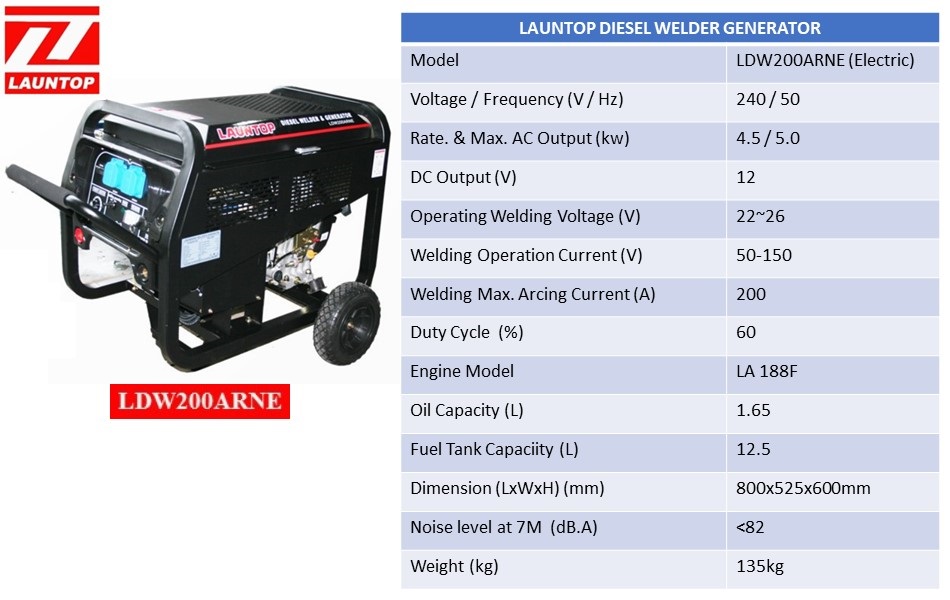 LAUNTOP
LAUNTOP DIESEL WELDER & GENERATOR
LDW200ARNE
LDW200ARNE
LAUNTOP DIESEL WELDER GENERATOR
Model LDW200ARNE (Electric)
Voltage / Frequency (V / Hz) 240 / 50
Rate. & Max. AC Output (kw) 4.5 / 5.0
DC Output (V) 12
Operating Welding Voltage (V) 22~26
Welding Operation Current (V) 50-150
Welding Max. Arcing Current (A) 200
Duty Cycle (%) 60
Engine Model LA 188F
Oil Capacity (L) 1.65
Fuel Tank Capaciity (L) 12.5
Dimension (LxWxH) (mm) 800x525x600mm
Noise level at 7M (dB.A) <82
Weight (kg) 135kg